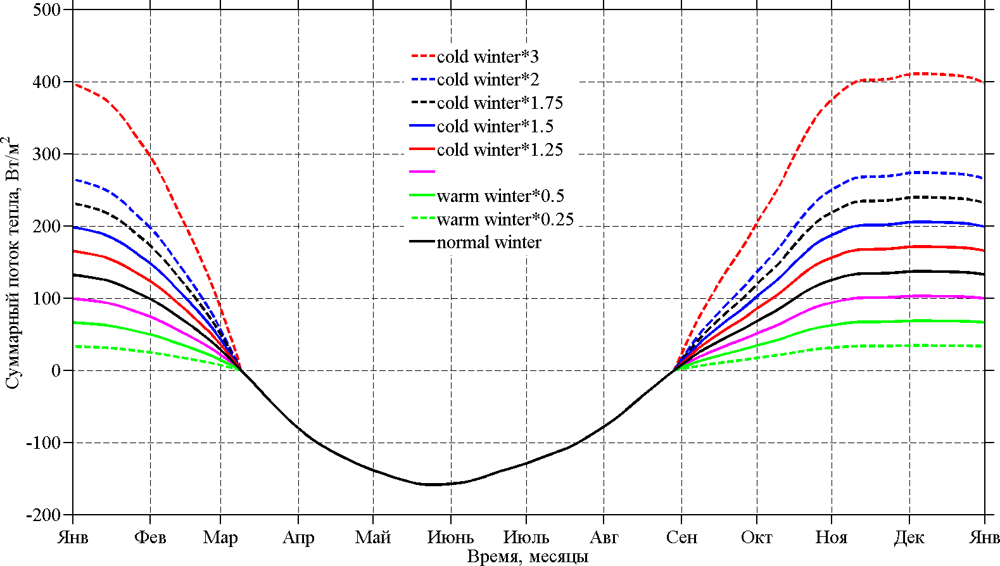 500
400
300
200
100
0
-100
-200
Суммарный поток тепла, Вт/м²
cold winter*3
cold winter*2
cold winter*1.75
cold winter*1.5
cold winter*1.25
warm winter*0.5
warm winter*0.25
normal winter
Янв Фев Мар Апр Май Июнь Июль Авг Сен Окт Ноя Дек Янв
Время, месяцы